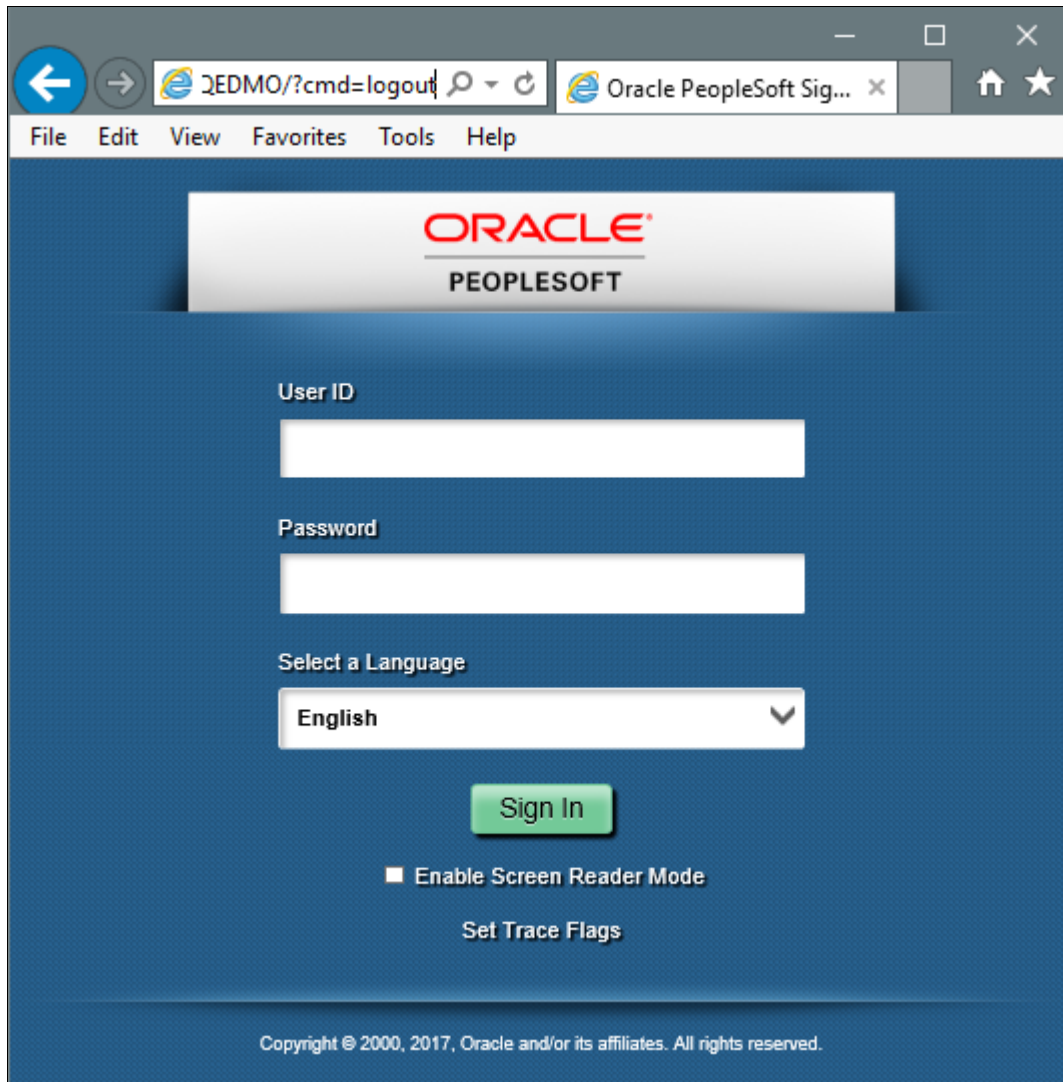 QEDMO/?cmd=logout
Oracle PeopleSoft Sig...
File Edit View Favorites Tools Help
ORACLE
PEOPLESOFT
User ID
Password
Select a Language
English
Sign In
Enable Screen Reader Mode
Set Trace Flags
Copyright © 2000, 2017, Oracle and/or its affiliates. All rights reserved.